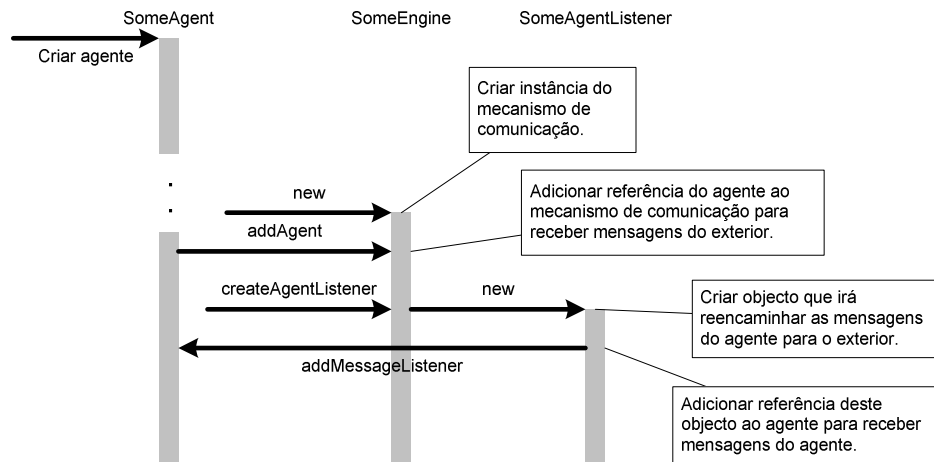 SomeAgent
SomeEngine
SomeAgentListener
Criar agente
Criar instância do
mecanismo de
comunicação.
new
Adicionar referência do agente ao
mecanismo de comunicação para
receber mensagens do exterior.
addAgent
createAgentListener
new
Criar objecto que irá
reencaminhar as mensagens
do agente para o exterior.
addMessageListener
Adicionar referência deste
objecto ao agente para receber
mensagens do agente.